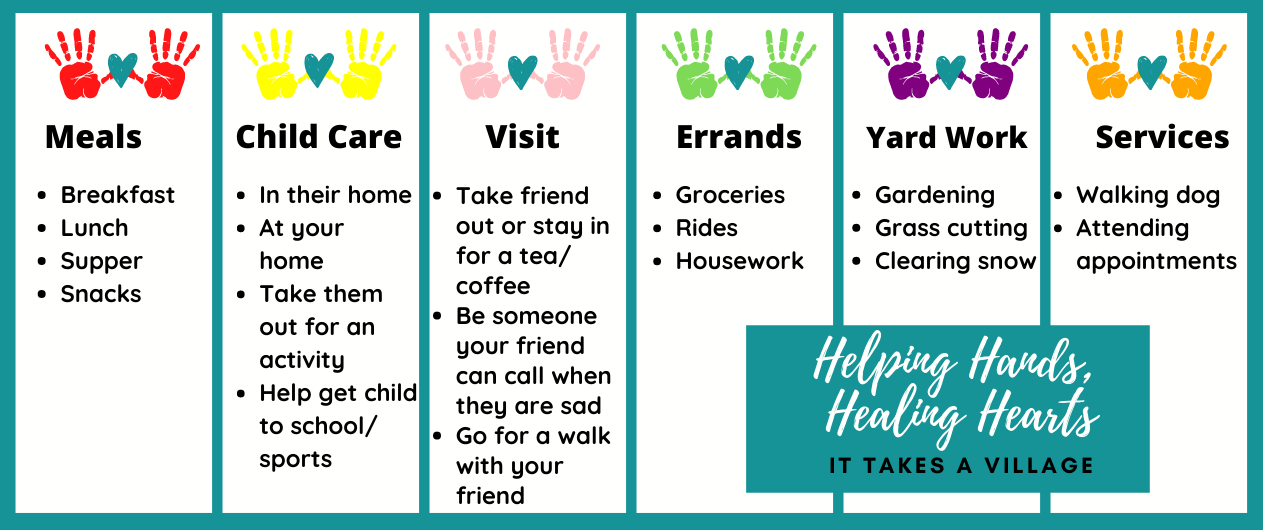 Meals
• Breakfast
• Lunch
• Supper
• Snacks
Child Care
• In their home
• At your
home
• Take them
out for an
activity
• Help get child
to school/
sports
Visit
• Take friend
out or stay in
for a tea/
coffee
• Be someone
your friend
can call when
they are sad
• Go for a walk
with your
friend
Errands
• Groceries
• Rides
• Housework
Yard Work
• Gardening
• Grass cutting
• Clearing snow
Services
• Walking dog
• Attending
appointments
Helping Hands,
Healing Hearts
IT TAKES A VILLAGE